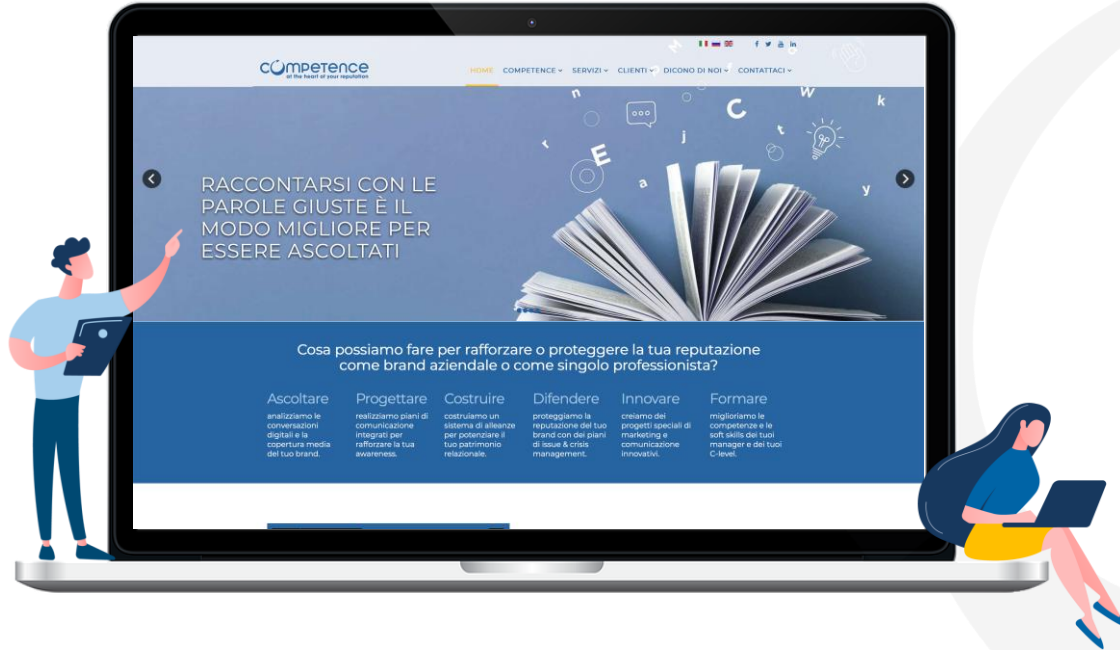 COMPETENCE
at the heart of your reputation
HOME COMPETENCE SERVIZI CLIENTI DICONO DI NOI CONTATTACI
RACCONTARSI CON LE
PAROLE GIUSTE È IL
MODO MIGLIORE PER
ESSERE ASCOLTATI
Cosa possiamo fare per rafforzare o proteggere la tua reputazione
come brand aziendale o come singolo professionista?
Ascoltare
analizziamo le
conversazioni
digitali e la
copertura media
del tuo brand.
Progettare
realizziamo piani di
comunicazione
integrati per
rafforzare la tua
awareness.
Costruire
costruiamo un
sistema di alleanze
per potenziare il
tuo patrimonio
relazionale.
Difendere
proteggiamo la
reputazione del tuo
brand con dei piani
di issue & crisis
management.
Innovare
creiamo dei
progetti speciali di
marketing e
comunicazione
innovativi.
Formare
miglioriamo le
competenze e le
soft skills dei tuoi
manager e dei tuoi
C-level.